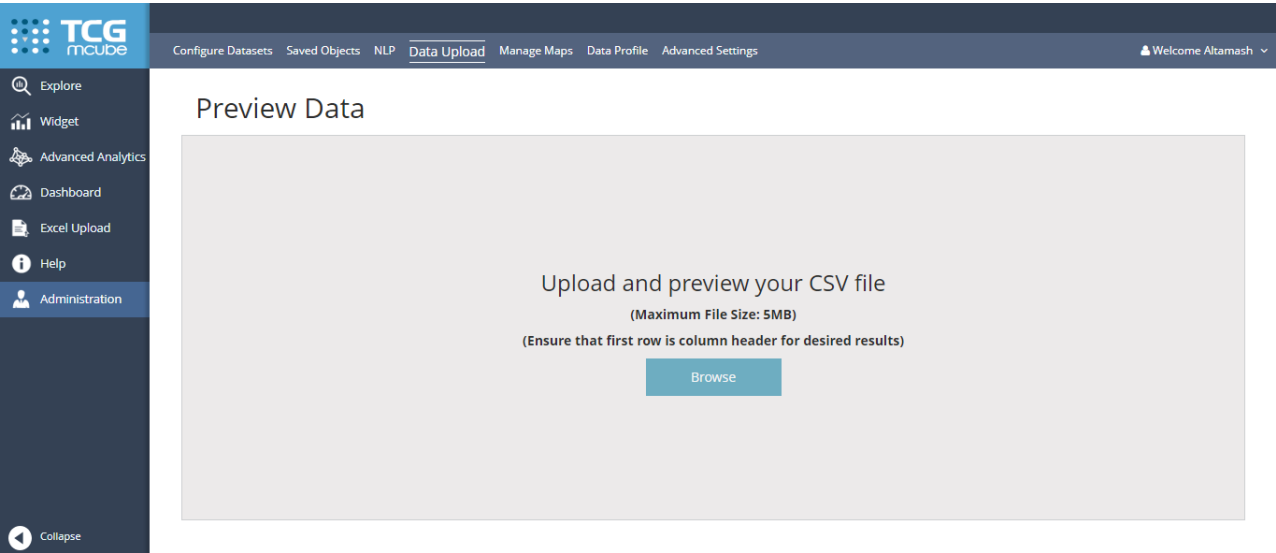 TCG
mcube
Configure Datasets Saved Objects NLP Data Upload Manage Maps Data Profile Advanced Settings
Welcome Altamash
Explore
Widget
Advanced Analytics
Dashboard
Excel Upload
Help
Administration
Collapse
Preview Data
Upload and preview your CSV file
(Maximum File Size: 5MB)
(Ensure that first row is column header for desired results)
Browse